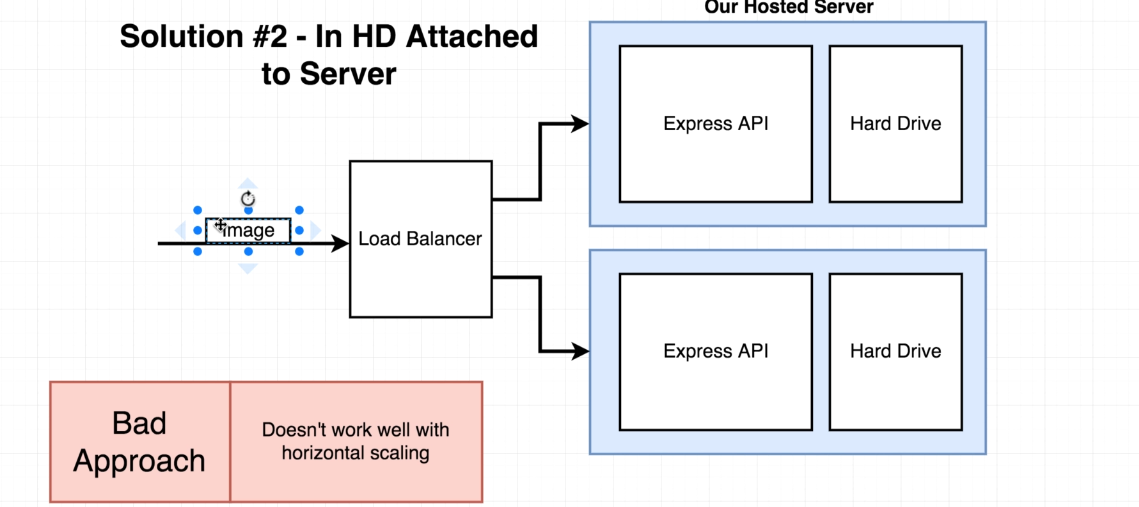 Our Hosted Server
Solution #2 - In HD Attached
to Server
Express API
Hard Drive
Image
Load Balancer
Express API
Hard Drive
Bad
Approach
Doesn't work well with
horizontal scaling